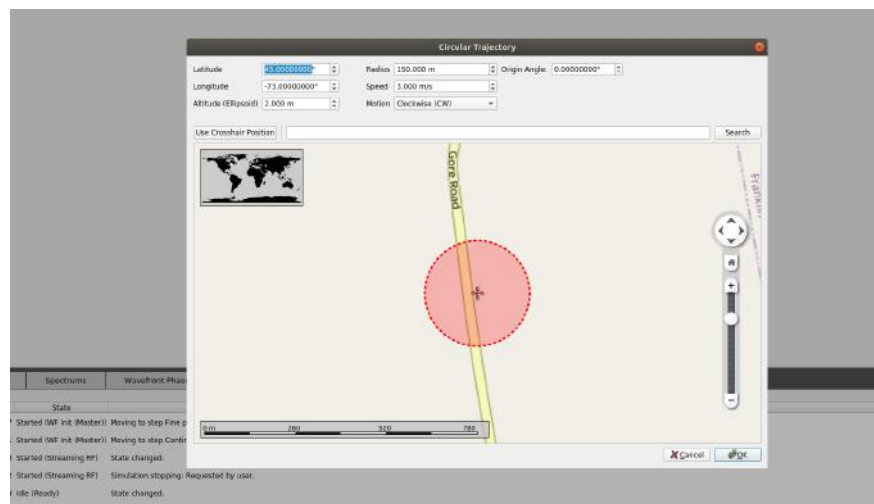 Circular Trajectory
Latitude 45.00000000° Radius 150.000 m Origin Angle 0.00000000°
Longitude -73.00000000° Speed 3.000 m/s
Altitude (Ellipsoid) 2.000 m Motion Clockwise (CW)
Use Crosshair Position Search
Gore Road
Franklin
0 m 260 520 780
Cancel OK
Spectrums Wavefront Phase
State
Started (WF Init (Master)) Moving to step Fine p
Started (WF Init (Master)) Moving to step Contin
Started (Streaming RF) State changed.
Started (Streaming RF) Simulation stopping: Requested by user.
Idle (Ready) State changed.